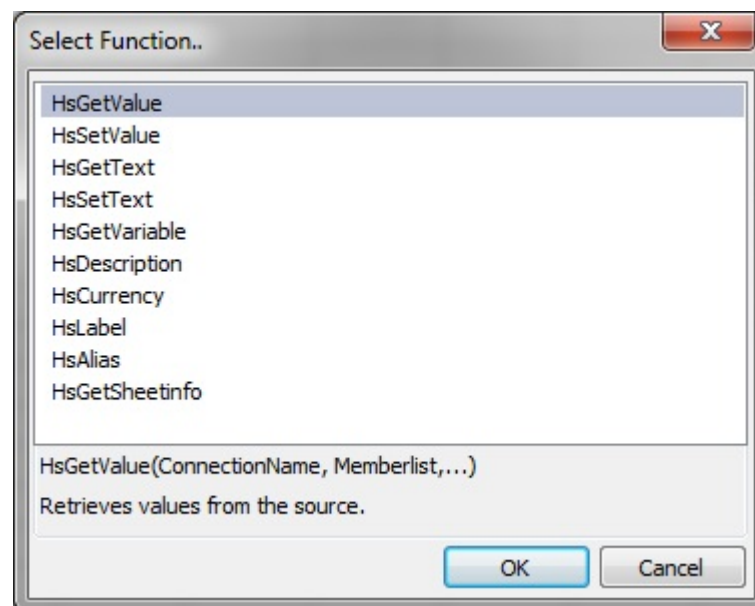 Select Function..
HsGetValue
HsSetValue
HsGetText
HsSetText
HsGetVariable
HsDescription
HsCurrency
HsLabel
HsAlias
HsGetSheetinfo
HsGetValue(ConnectionName, Memberlist,...)
Retrieves values from the source.
OK Cancel